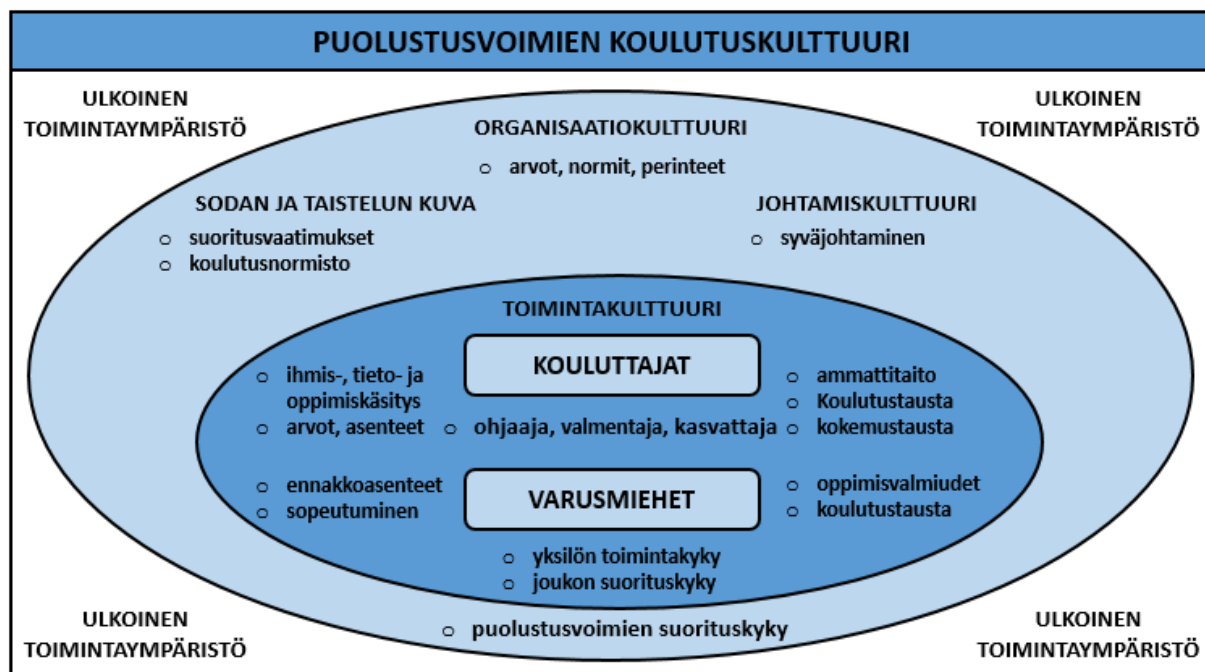 PUOLUSTUSVOIMIEN KOULUTUSKULTTUURI
ULKOINEN
TOIMINTAYMPÄRISTÖ
ULKOINEN
TOIMINTAYMPÄRISTÖ
ORGANISAATIOKULTTUURI
o arvot, normit, perinteet
SODAN JA TAISTELUN KUVA
o suoritusvaatimukset
o koulutusnormisto
JOHTAMISKULTTUURI
o syväjohtaminen
TOIMINTAKULTTUURI
KOULUTTAJAT
o ihmis-, tieto- ja
oppimiskäsitys
o arvot, asenteet
o ohjaaja, valmentaja, kasvattaja
o ammattitaito
o Koulutustausta
o kokemustausta
o ennakkoasenteet
o sopeutuminen
VARUSMIEHET
o oppimisvalmiudet
o koulutustausta
o yksilön toimintakyky
o joukon suorituskyky
o puolustusvoimien suorituskyky
ULKOINEN
TOIMINTAYMPÄRISTÖ
ULKOINEN
TOIMINTAYMPÄRISTÖ